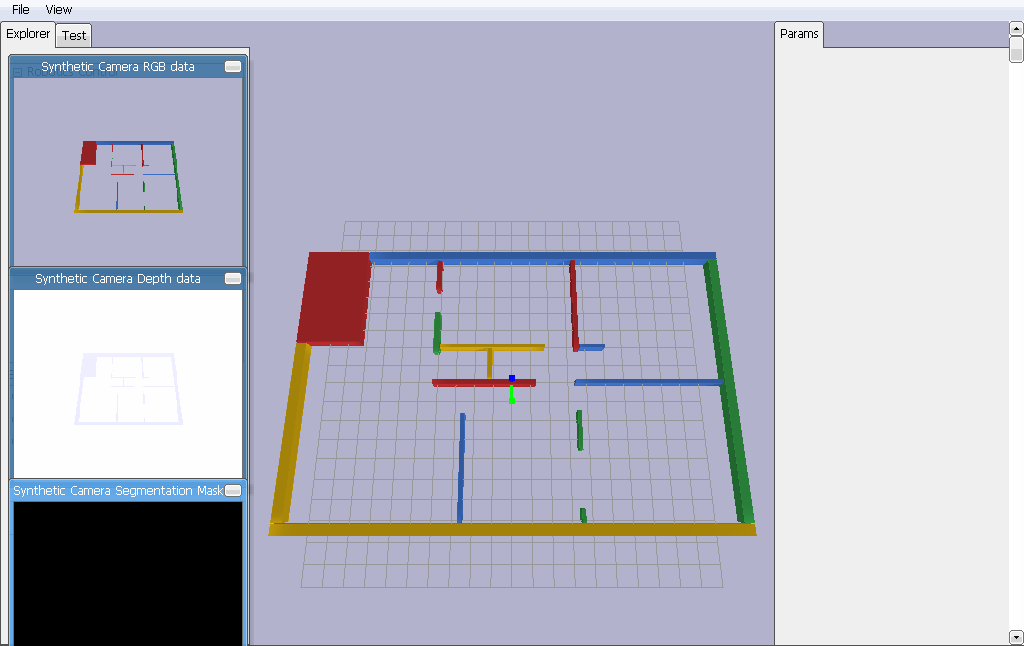 File View
Explorer Test
Params
Synthetic Camera RGB data
Synthetic Camera Depth data
Synthetic Camera Segmentation Mask